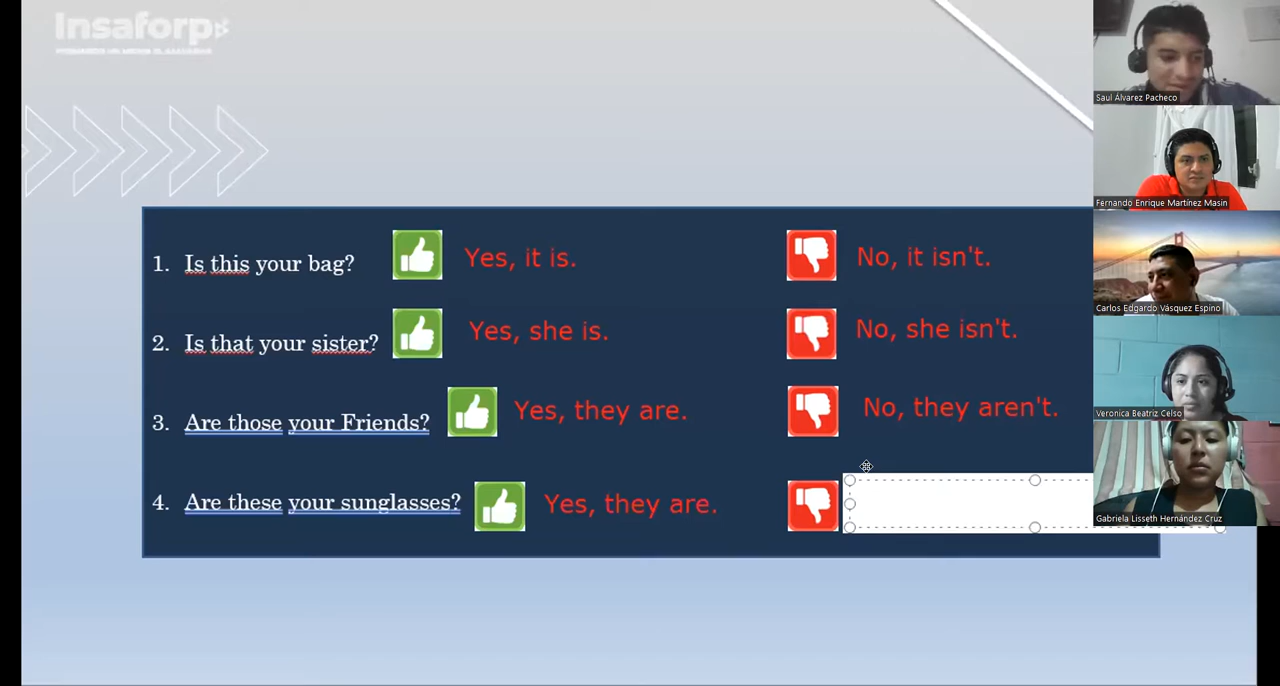 Insaforp
1. Is this your bag? Yes, it is. No, it isn't.
2. Is that your sister? Yes, she is. No, she isn't.
3. Are those your Friends? Yes, they are. No, they aren't.
4. Are these your sunglasses? Yes, they are.
Saul Álvarez Pacheco
Fernando Enrique Martínez Masin
Carlos Edgardo Vásquez Espino
Veronica Beatriz Celso
Gabriela Lisseth Hernández Cruz